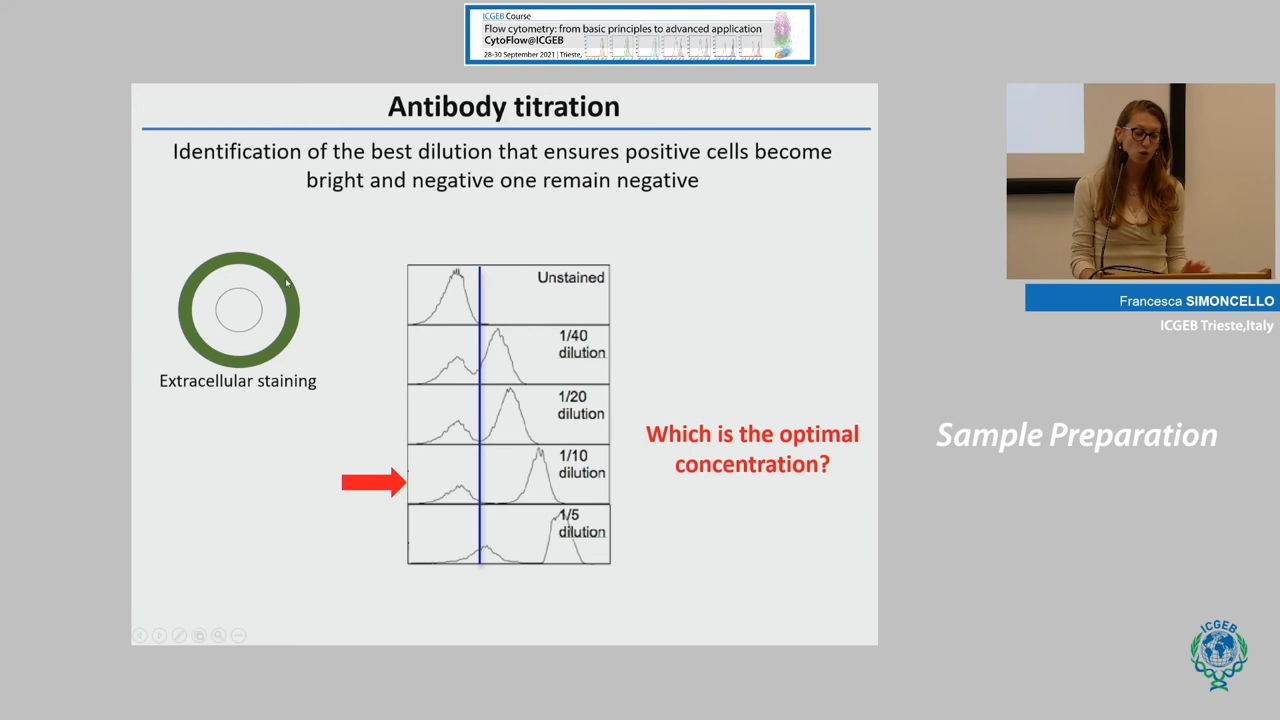 ICGEB Course
Flow cytometry: from basic principles to advanced application
CytoFlow@ICGEB
28-30 September 2021 | Trieste,
Antibody titration
Identification of the best dilution that ensures positive cells become
bright and negative one remain negative
Extracellular staining
Unstained
1/40
dilution
1/20
dilution
1/10
dilution
1/5
dilution
Which is the optimal
concentration?
Francesca SIMONCELLO
ICGEB Trieste,Italy
Sample Preparation
ICGEB